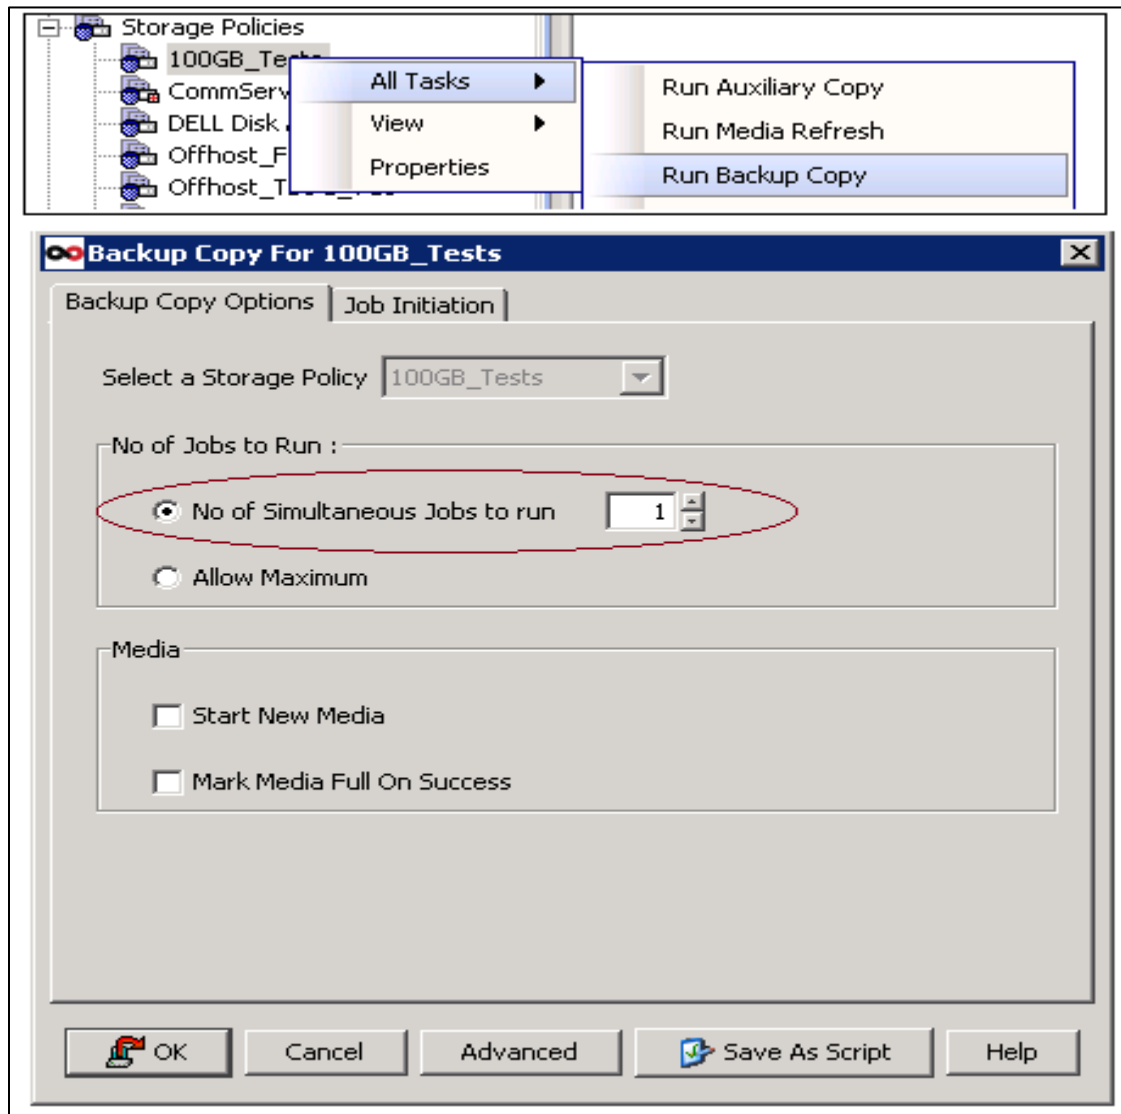 Storage Policies
100GB_Tests
CommServ
DELL Disk
Offhost_F
Offhost_T
All Tasks
View
Properties
Run Auxiliary Copy
Run Media Refresh
Run Backup Copy
Backup Copy For 100GB_Tests
Backup Copy Options
Job Initiation
Select a Storage Policy 100GB_Tests
No of Jobs to Run :
No of Simultaneous Jobs to run 1
Allow Maximum
Media
Start New Media
Mark Media Full On Success
OK Cancel Advanced Save As Script Help